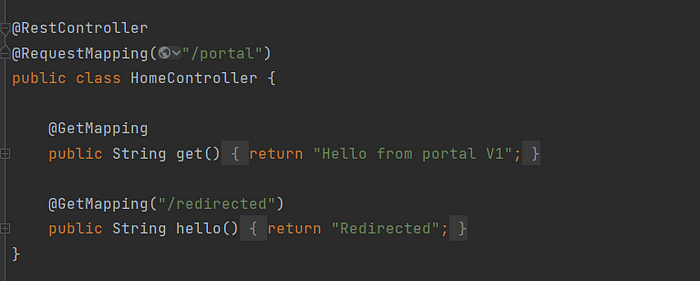 @RestController
@RequestMapping("/portal")
public class HomeController {
@GetMapping
public String get() { return "Hello from portal V1"; }
@GetMapping("/redirected")
public String hello() { return "Redirected"; }
}